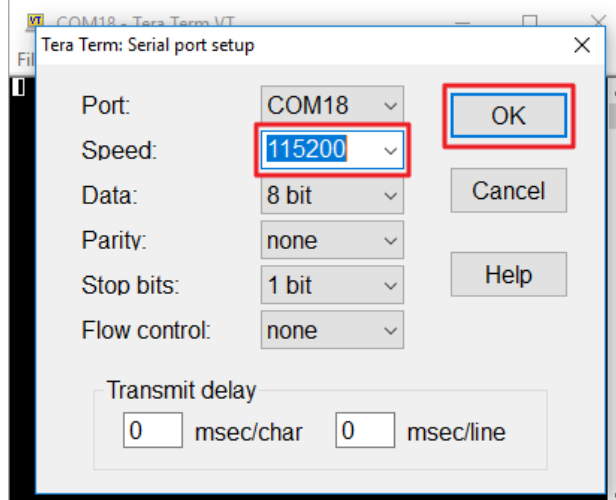 COM18 - Tera Term VT
Tera Term: Serial port setup
Fil
Port: COM18
OK
Speed: 115200
Data: 8 bit
Cancel
Parity: none
Stop bits: 1 bit
Help
Flow control: none
Transmit delay
0 msec/char 0 msec/line